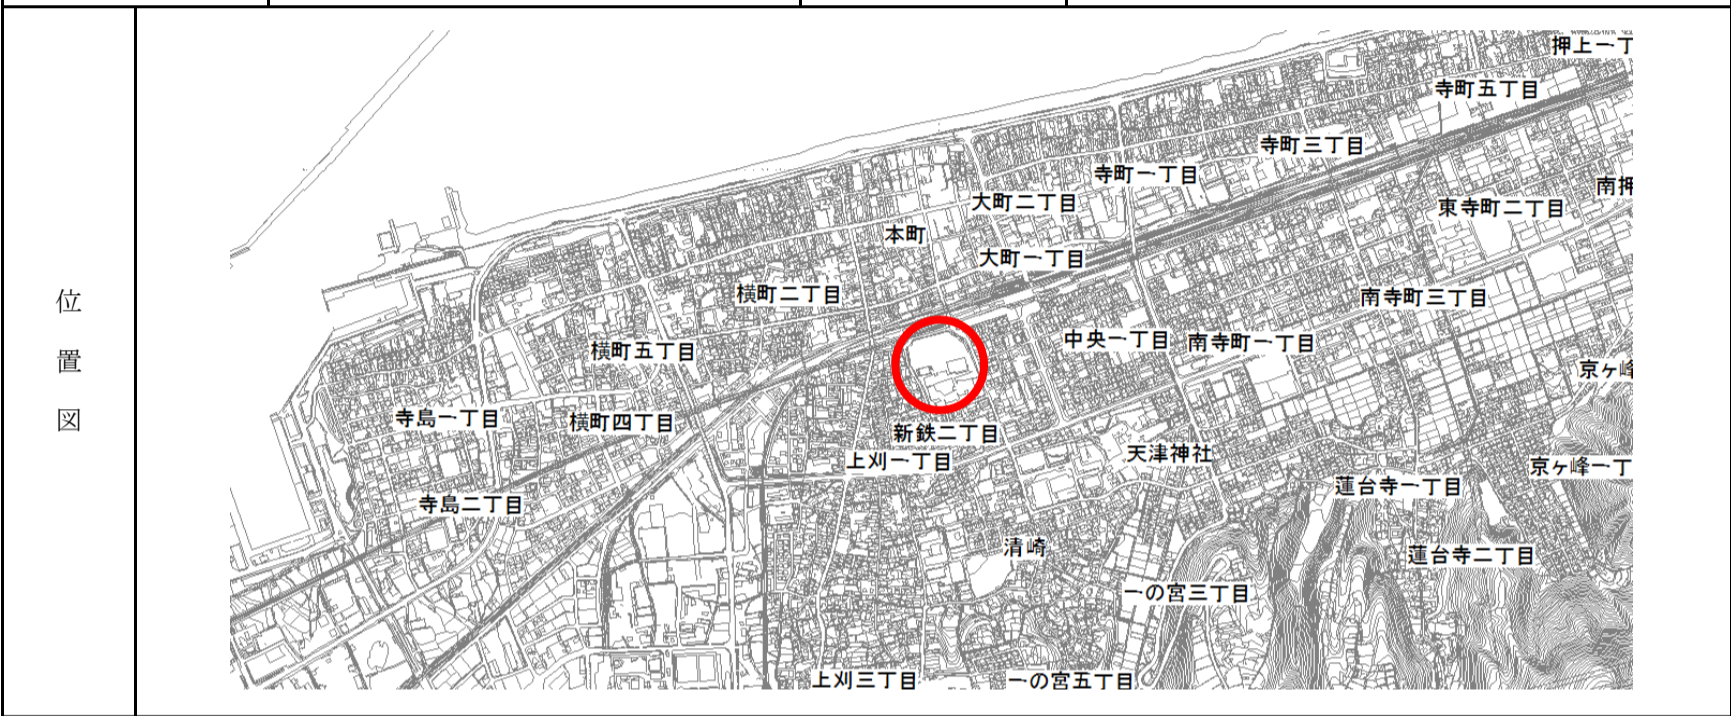 位
置
図
押上一丁
寺町五丁目
寺町三丁目
寺町一丁目
南押
大町二丁目
東寺町二丁目
本町
大町一丁目
横町二丁目
南寺町三丁目
中央一丁目
南寺町一丁目
横町五丁目
京ヶ峰
寺島一丁目
横町四丁目
新鉄二丁目
上刈一丁目
天津神社
京ヶ峰一丁
蓮台寺一丁目
寺島二丁目
清崎
蓮台寺二丁目
一の宮三丁目
上刈三丁目
一の宮五丁目